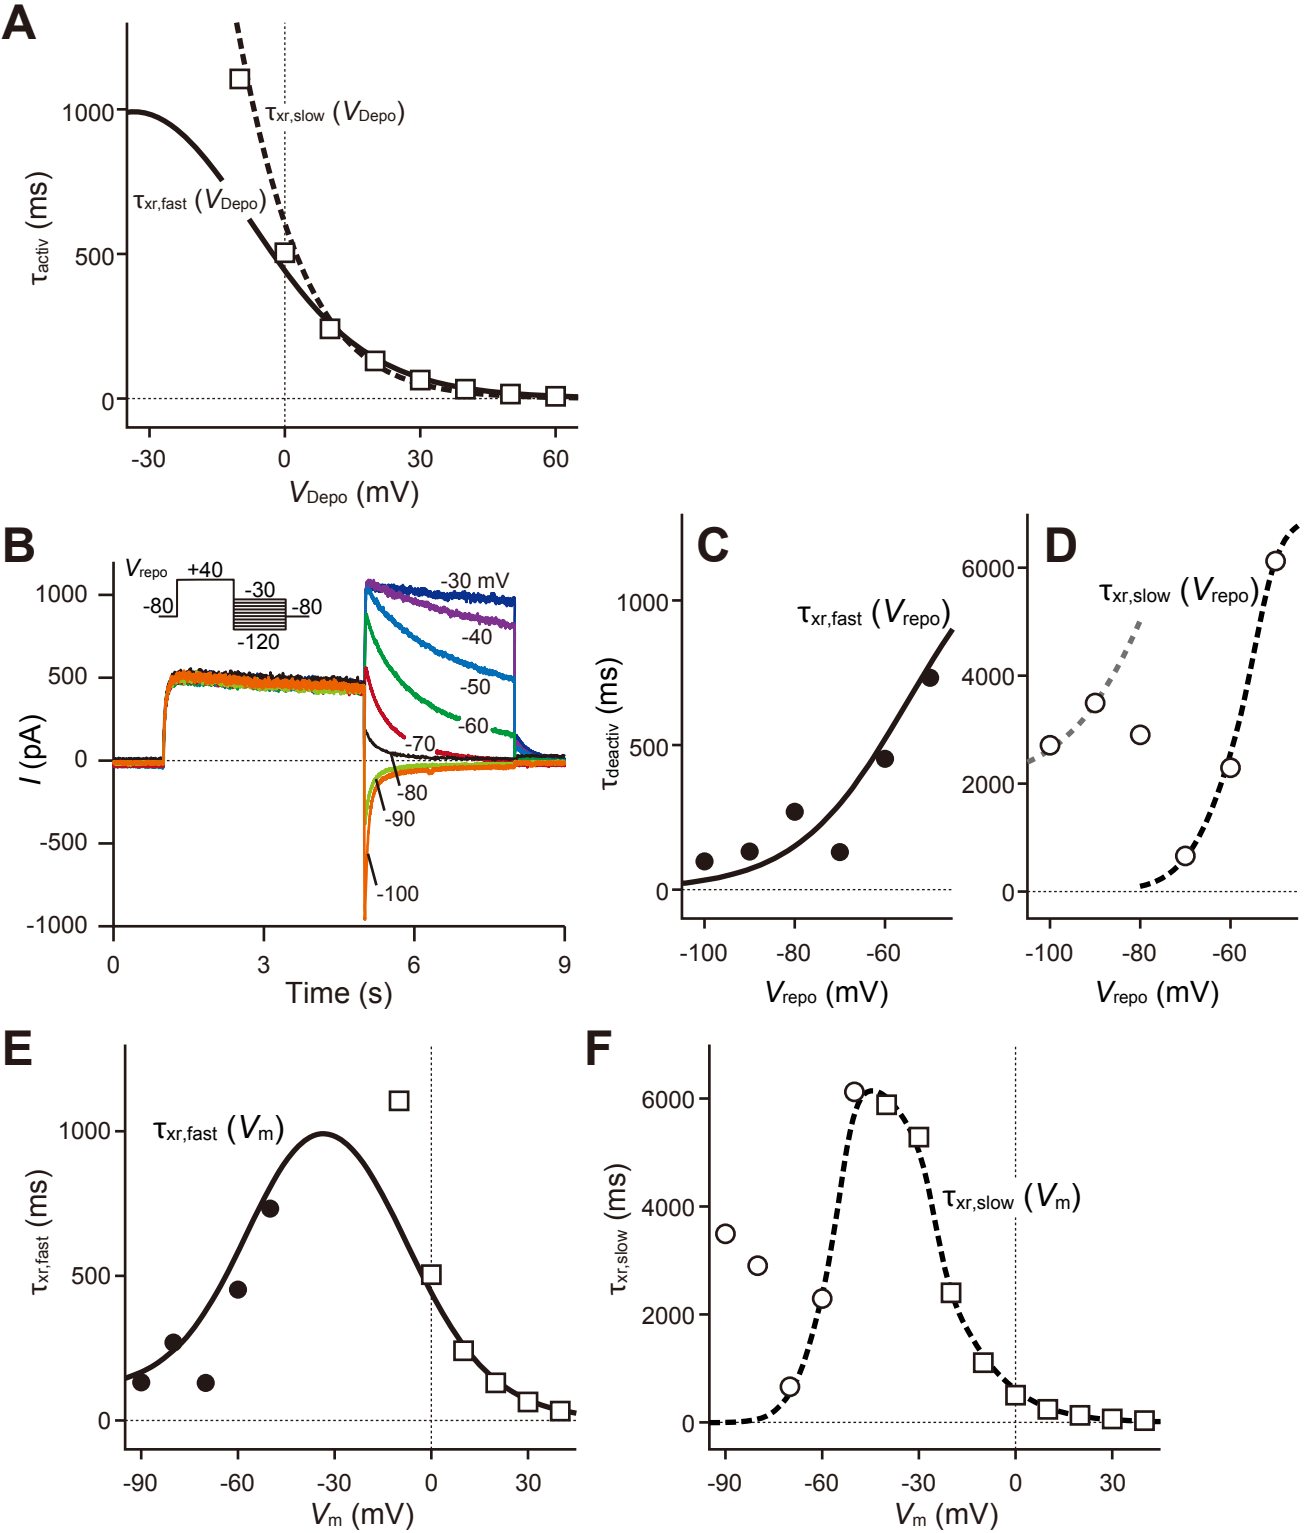 A
τxr,slow (VDepo)
τxr,fast (VDepo)
τactiv (ms)
1000
500
0
-30 0 30 60
VDepo (mV)
B
Vrepo
+40
-30
-80
-80
-120
-30 mV
-40
-50
-60
-70
-80
-90
-100
I (pA)
1000
500
0
-500
-1000
0 3 6 9
Time (s)
C
τxr,fast (Vrepo)
τdeactiv (ms)
1000
500
0
-100 -80 -60
Vrepo (mV)
D
τxr,slow (Vrepo)
6000
4000
2000
0
-100 -80 -60
Vrepo (mV)
E
τxr,fast (Vm)
τxr,fast (ms)
1000
500
0
-90 -60 -30 0 30
Vm (mV)
F
τxr,slow (Vm)
τxr,slow (ms)
6000
4000
2000
0
-90 -60 -30 0 30
Vm (mV)